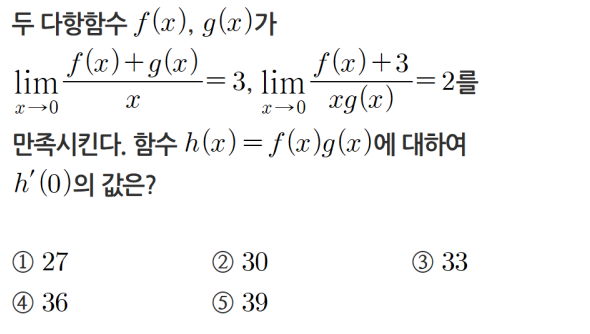 두 다항함수 f(x), g(x)가
lim_{x→0} \frac{f(x)+g(x)}{x} = 3, lim_{x→0} \frac{f(x)+3}{xg(x)} = 2를
만족시킨다. 함수 h(x) = f(x)g(x)에 대하여
h′(0)의 값은?
① 27 ② 30 ③ 33
④ 36 ⑤ 39